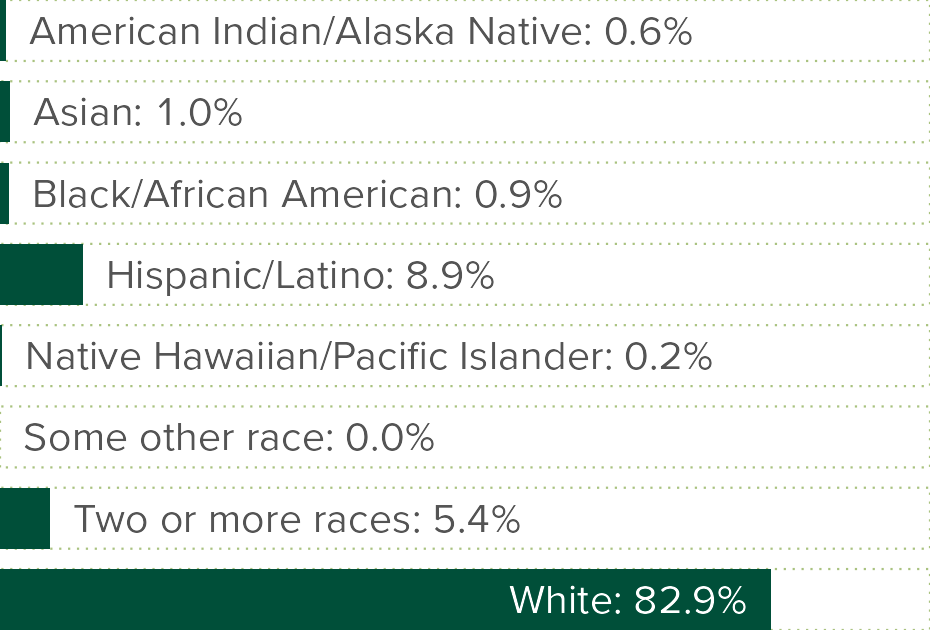 American Indian/Alaska Native: 0.6%
Asian: 1.0%
Black/African American: 0.9%
Hispanic/Latino: 8.9%
Native Hawaiian/Pacific Islander: 0.2%
Some other race: 0.0%
Two or more races: 5.4%
White: 82.9%